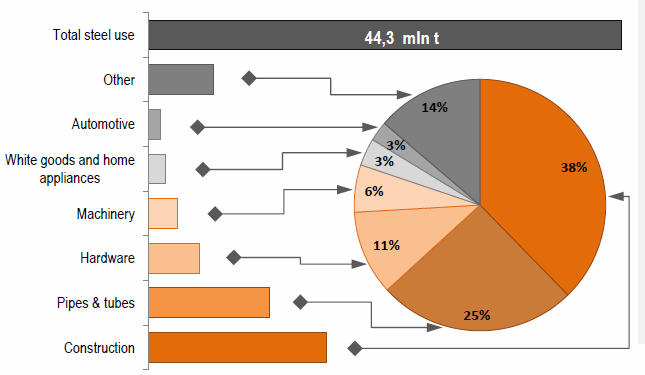 Total steel use
44,3 mln t
Other
Automotive
White goods and home
appliances
Machinery
Hardware
Pipes & tubes
Construction
14%
3%
3%
6%
11%
25%
38%